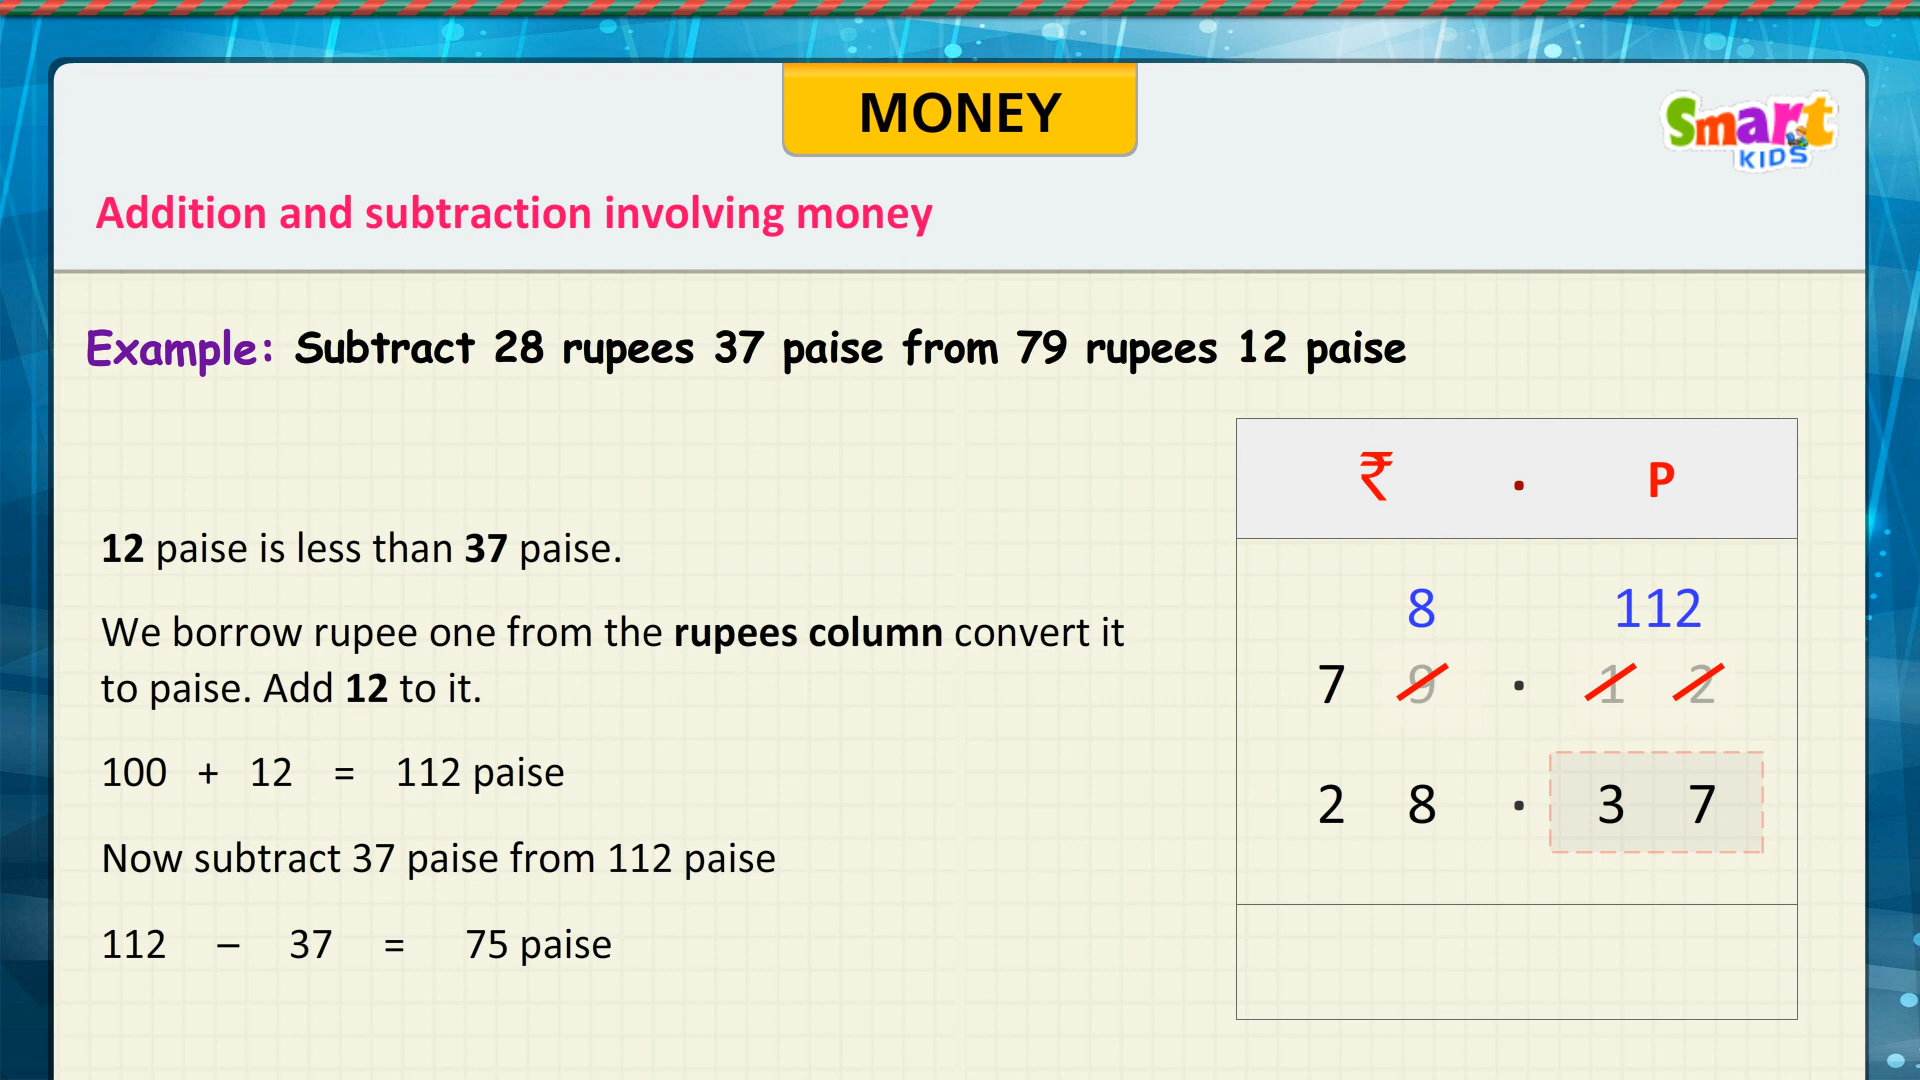 MONEY
Smart
KIDS
Addition and subtraction involving money
Example: Subtract 28 rupees 37 paise from 79 rupees 12 paise
12 paise is less than 37 paise.
We borrow rupee one from the rupees column convert it
to paise. Add 12 to it.
100 + 12 = 112 paise
Now subtract 37 paise from 112 paise
112 – 37 = 75 paise
₹ . P
8 112
7 9 . 1 2
2 8 . 3 7